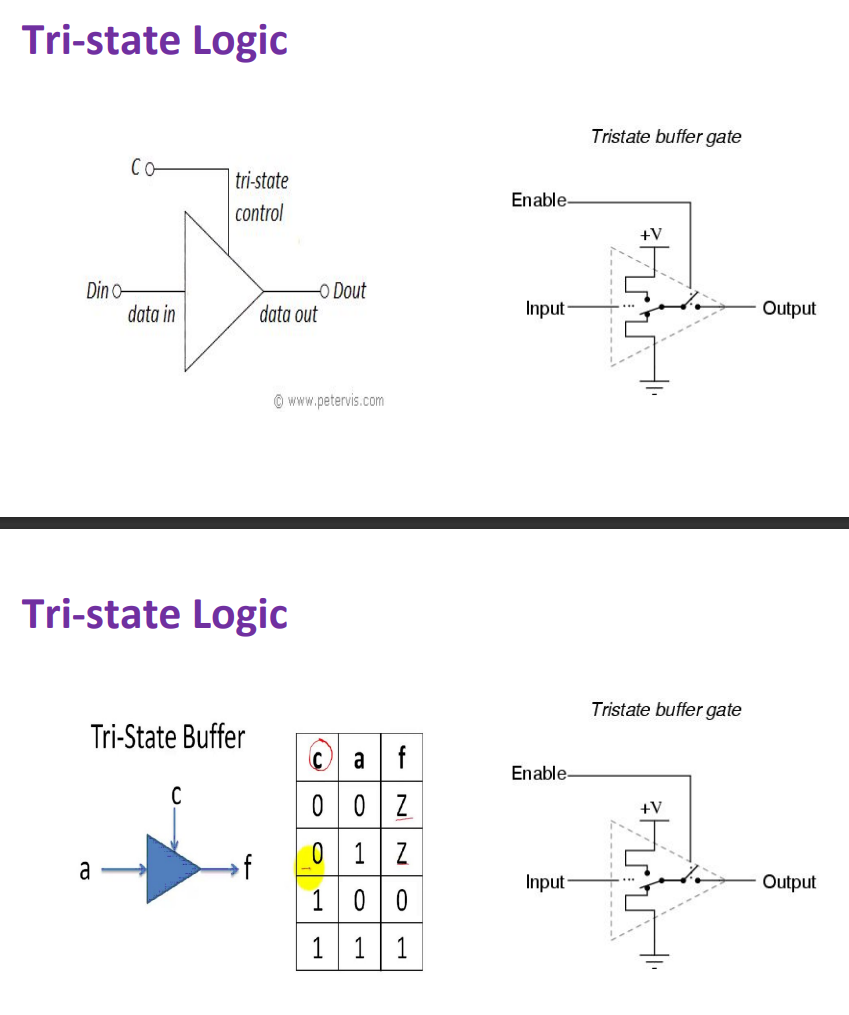 Tri-state Logic
Tristate buffer gate
C
tri-state
control
Din
data in
Dout
data out
© www.petervis.com
Enable
+V
Input
...
Output
Tri-state Logic
Tri-State Buffer
c
a
f
c a f
0 0 Z
0 1 Z
1 0 0
1 1 1
Tristate buffer gate
Enable
+V
Input
...
Output